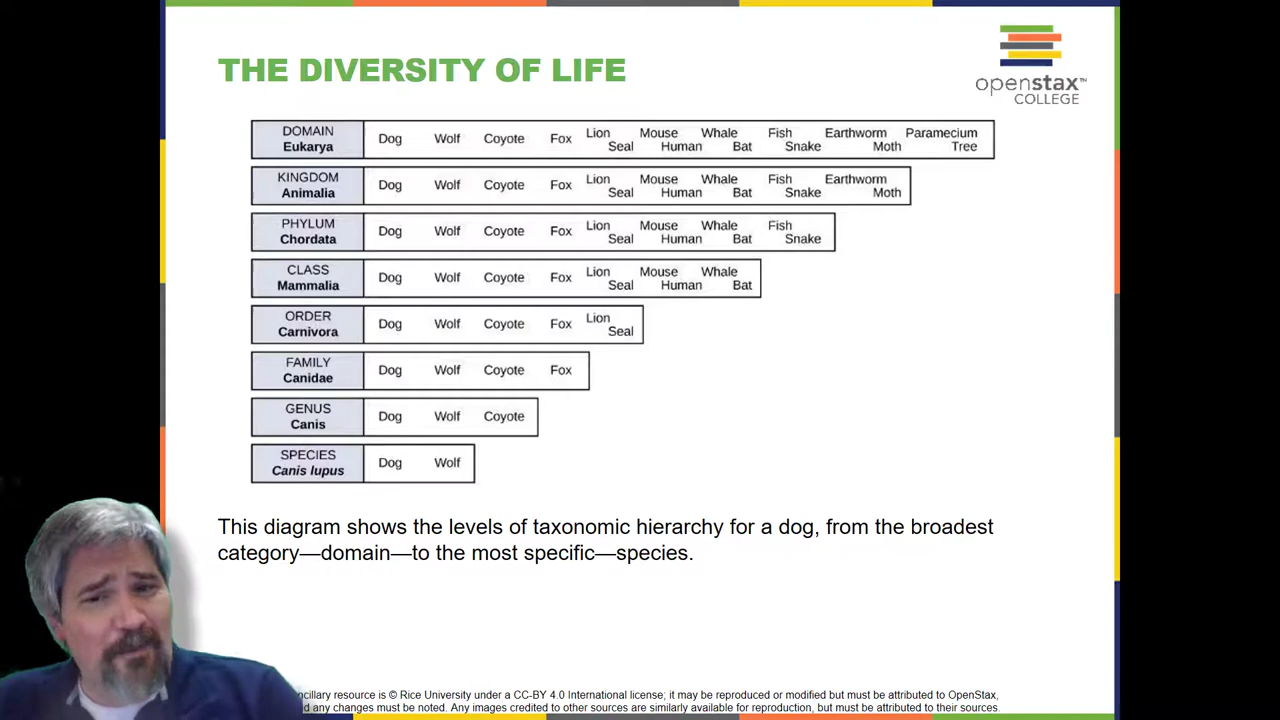 THE DIVERSITY OF LIFE
openstax™
COLLEGE
DOMAIN
Eukarya
Dog Wolf Coyote Fox Lion Seal Mouse Human Whale Bat Fish Snake Earthworm Moth Paramecium Tree
KINGDOM
Animalia
Dog Wolf Coyote Fox Lion Seal Mouse Human Whale Bat Fish Snake Earthworm Moth
PHYLUM
Chordata
Dog Wolf Coyote Fox Lion Seal Mouse Human Whale Bat Fish Snake
CLASS
Mammalia
Dog Wolf Coyote Fox Lion Seal Mouse Human Whale Bat
ORDER
Carnivora
Dog Wolf Coyote Fox Lion Seal
FAMILY
Canidae
Dog Wolf Coyote Fox
GENUS
Canis
Dog Wolf Coyote
SPECIES
Canis lupus
Dog Wolf
This diagram shows the levels of taxonomic hierarchy for a dog, from the broadest
category—domain—to the most specific—species.
ancillary resource is © Rice University under a CC-BY 4.0 International license; it may be reproduced or modified but must be attributed to OpenStax,
any changes must be noted. Any images credited to other sources are similarly available for reproduction, but must be attributed to their sources.